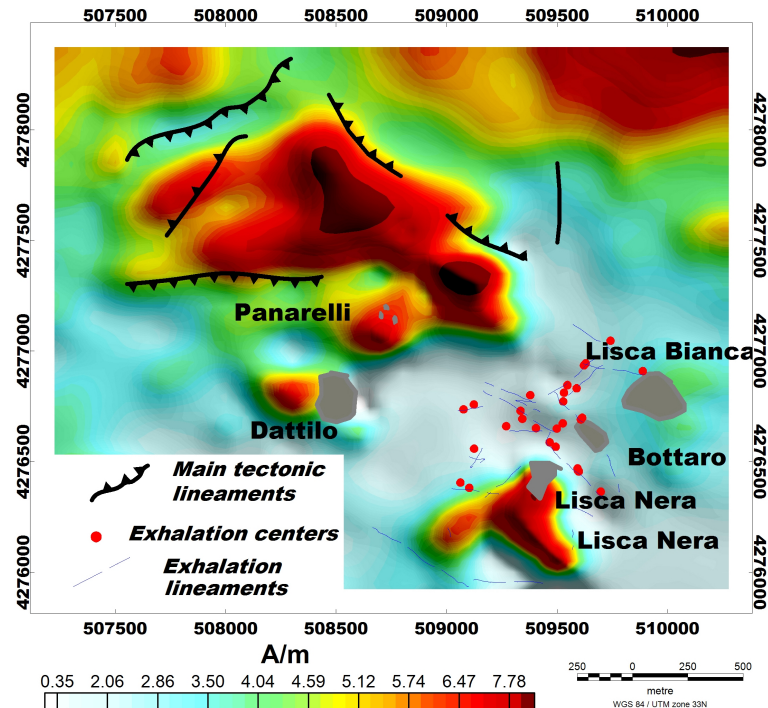 507500 508000 508500 509000 509500 510000
4278000
4278000
4277500
4277500
Panarelli
4277000
4277000
Lisca Bianca
Dattilo
Bottaro
4276500
4276500
Main tectonic
lineaments
Lisca Nera
Exhalation centers
Lisca Nera
Exhalation
lineaments
4276000
4276000
507500 508000 508500 509000 509500 510000
A/m
0.35 2.06 2.86 3.50 4.04 4.59 5.12 5.74 6.47 7.78
250 0 250 500
metre
WGS 84 / UTM zone 33N